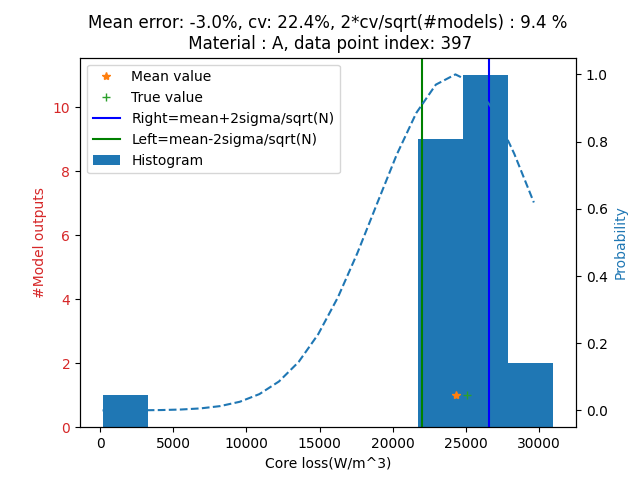 Mean error: -3.0%, cv: 22.4%, 2*cv/sqrt(#models) : 9.4 %
Material : A, data point index: 397
Mean value
True value
Right=mean+2sigma/sqrt(N)
Left=mean-2sigma/sqrt(N)
Histogram
#Model outputs
10
8
6
4
2
0
1.0
0.8
0.6
0.4
0.2
0.0
Probability
0 5000 10000 15000 20000 25000 30000
Core loss(W/m^3)